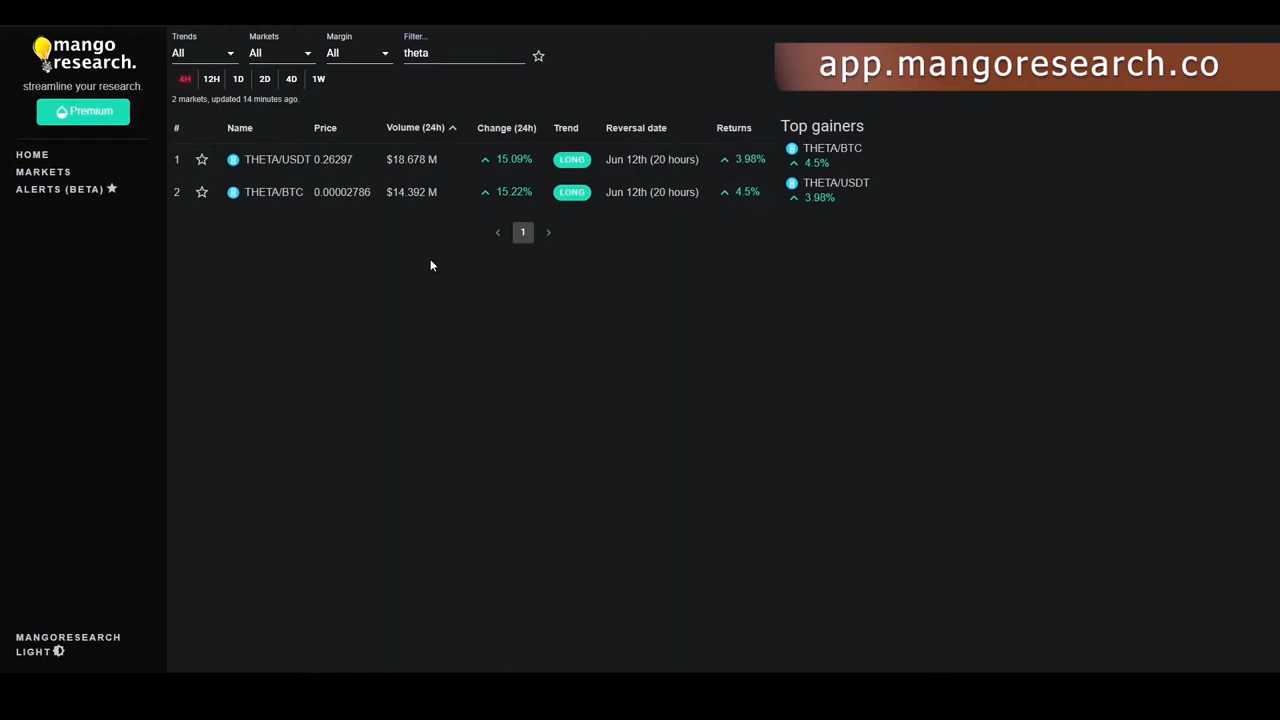 mango
research.
streamline your research.
Premium
HOME
MARKETS
ALERTS (BETA)
MANGORESEARCH
LIGHT
Trends Markets Margin Filter...
All All All theta
4H 12H 1D 2D 4D 1W
2 markets, updated 14 minutes ago.
app.mangoresearch.co
# Name Price Volume (24h) Change (24h) Trend Reversal date Returns
1 THETA/USDT 0.26297 $18.678 M 15.09% LONG Jun 12th (20 hours) 3.98%
2 THETA/BTC 0.00002786 $14.392 M 15.22% LONG Jun 12th (20 hours) 4.5%
1
Top gainers
THETA/BTC
4.5%
THETA/USDT
3.98%